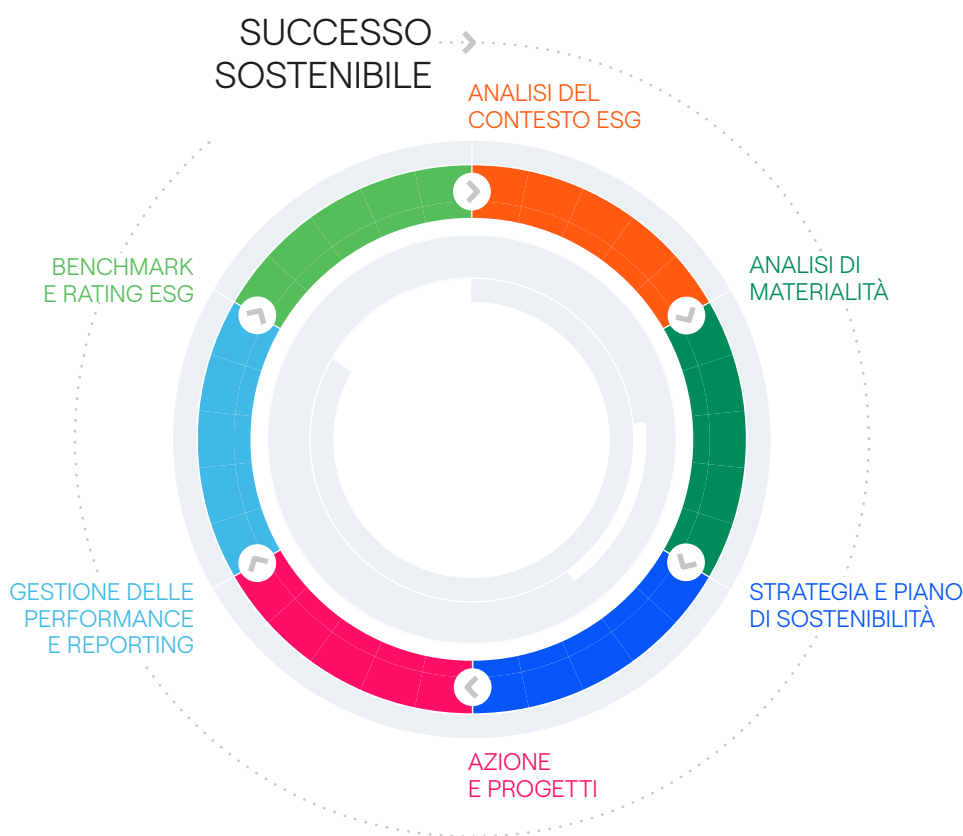 SUCCESSO
SOSTENIBILE
ANALISI DEL
CONTESTO ESG
ANALISI DI
MATERIALITÀ
STRATEGIA E PIANO
DI SOSTENIBILITÀ
AZIONE
E PROGETTI
GESTIONE DELLE
PERFORMANCE
E REPORTING
BENCHMARK
E RATING ESG